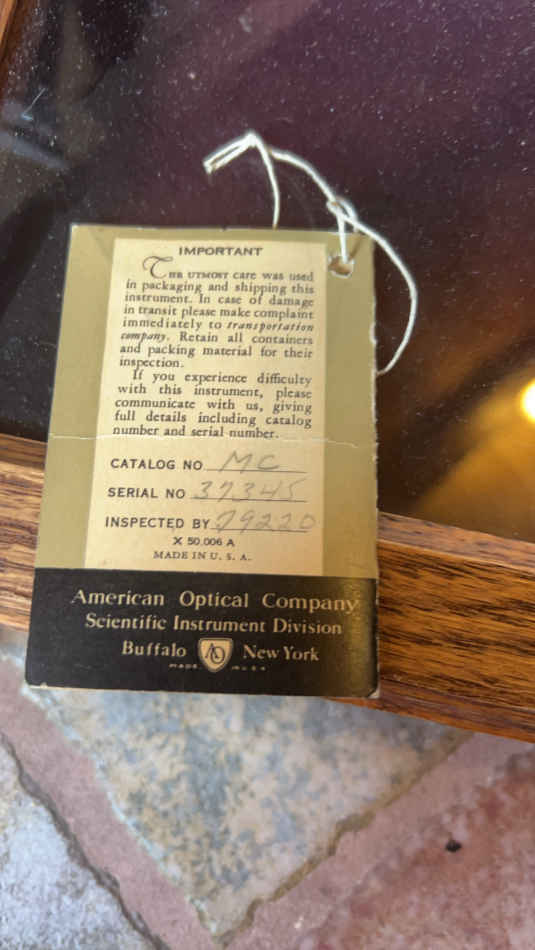 IMPORTANT
THE UTMOST care was used
in packaging and shipping this
instrument. In case of damage
in transit please make complaint
immediately to transportation
company. Retain all containers
and packing material for their
inspection.
If you experience difficulty
with this instrument, please
communicate with us, giving
full details including catalog
number and serial number.
CATALOG NO MC
SERIAL NO 37345
INSPECTED BY 79220
X 50.006 A
MADE IN U. S. A.
American Optical Company
Scientific Instrument Division
Buffalo AO New York
MADE IN U.S.A